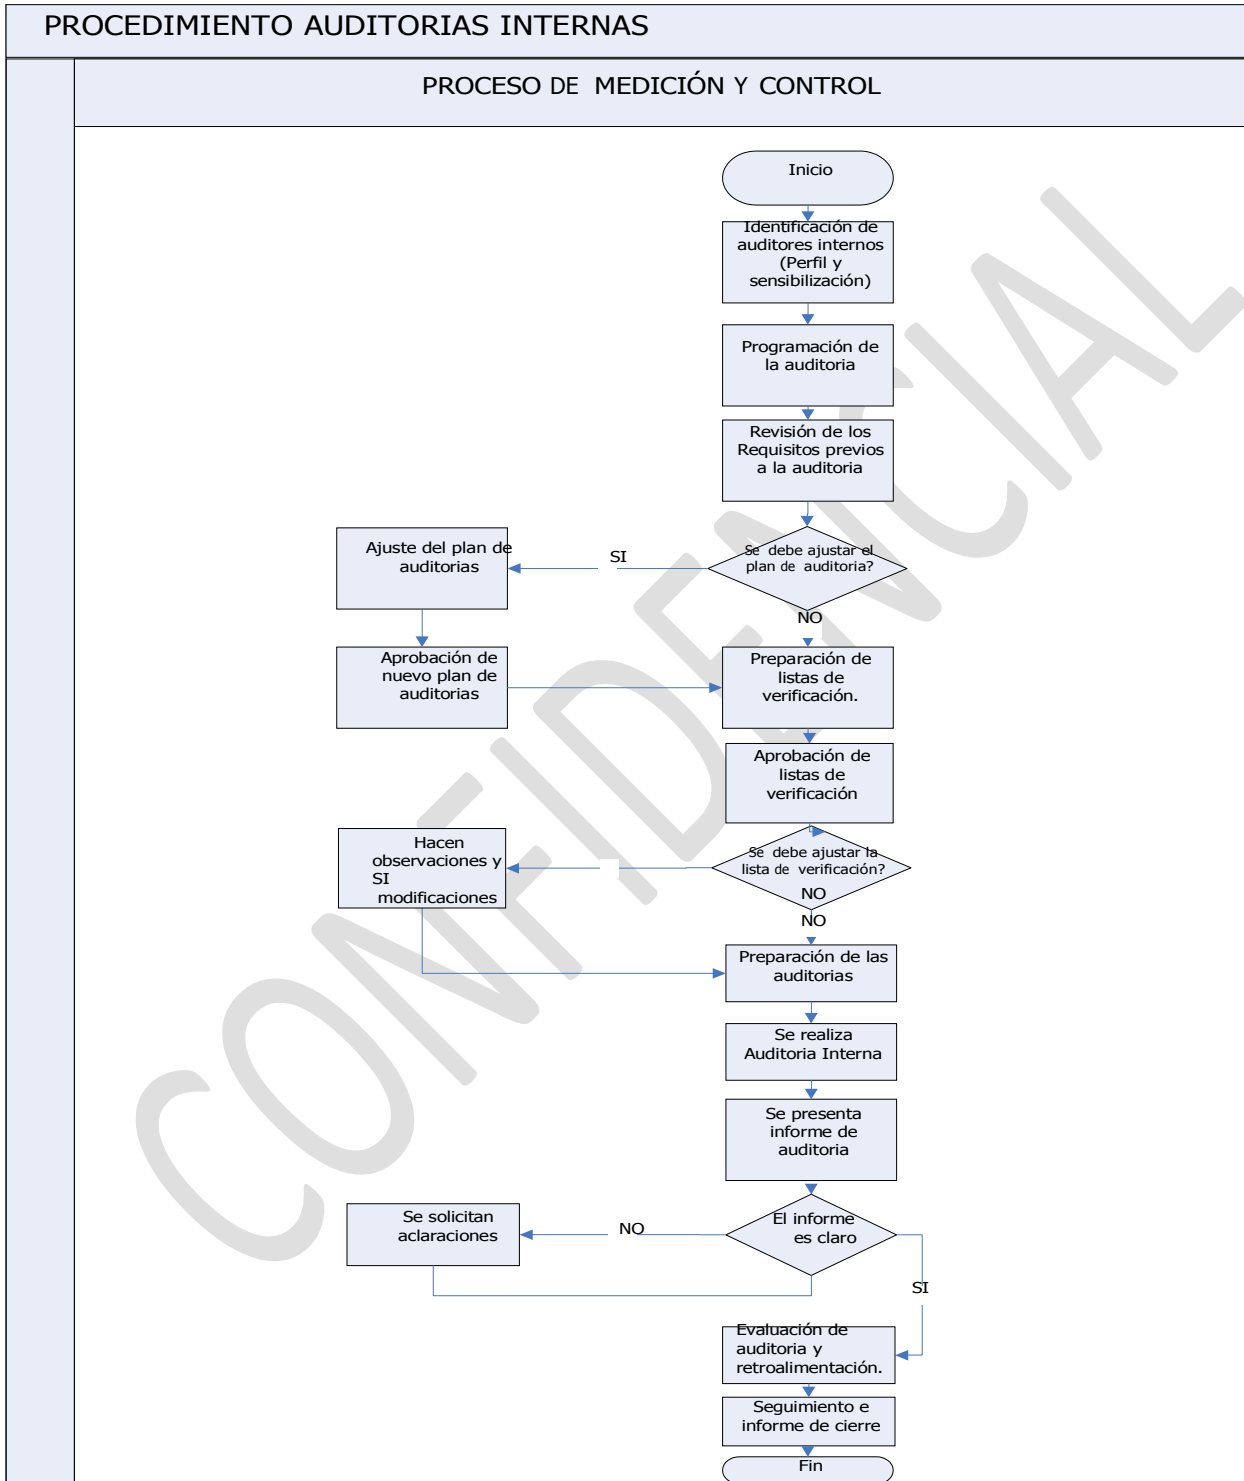 PROCEDIMIENTO AUDITORIAS INTERNAS
PROCESO DE MEDICIÓN Y CONTROL
Inicio
Identificación de
auditores internos
(Perfil y
sensibilización)
Programación de
la auditoria
Revisión de los
Requisitos previos
a la auditoria
Se debe ajustar el
plan de auditoria?
SI
Ajuste del plan de
auditorias
NO
Aprobación de
nuevo plan de
auditorias
Preparación de
listas de
verificación.
Aprobación de
listas de
verificación
Se debe ajustar la
lista de verificación?
NO
NO
Hacen
observaciones y
SI
modificaciones
Preparación de las
auditorias
Se realiza
Auditoria Interna
Se presenta
informe de
auditoria
El informe
es claro
NO
Se solicitan
aclaraciones
SI
Evaluación de
auditoria y
retroalimentación.
Seguimiento e
informe de cierre
Fin
CONFIDENCIAL